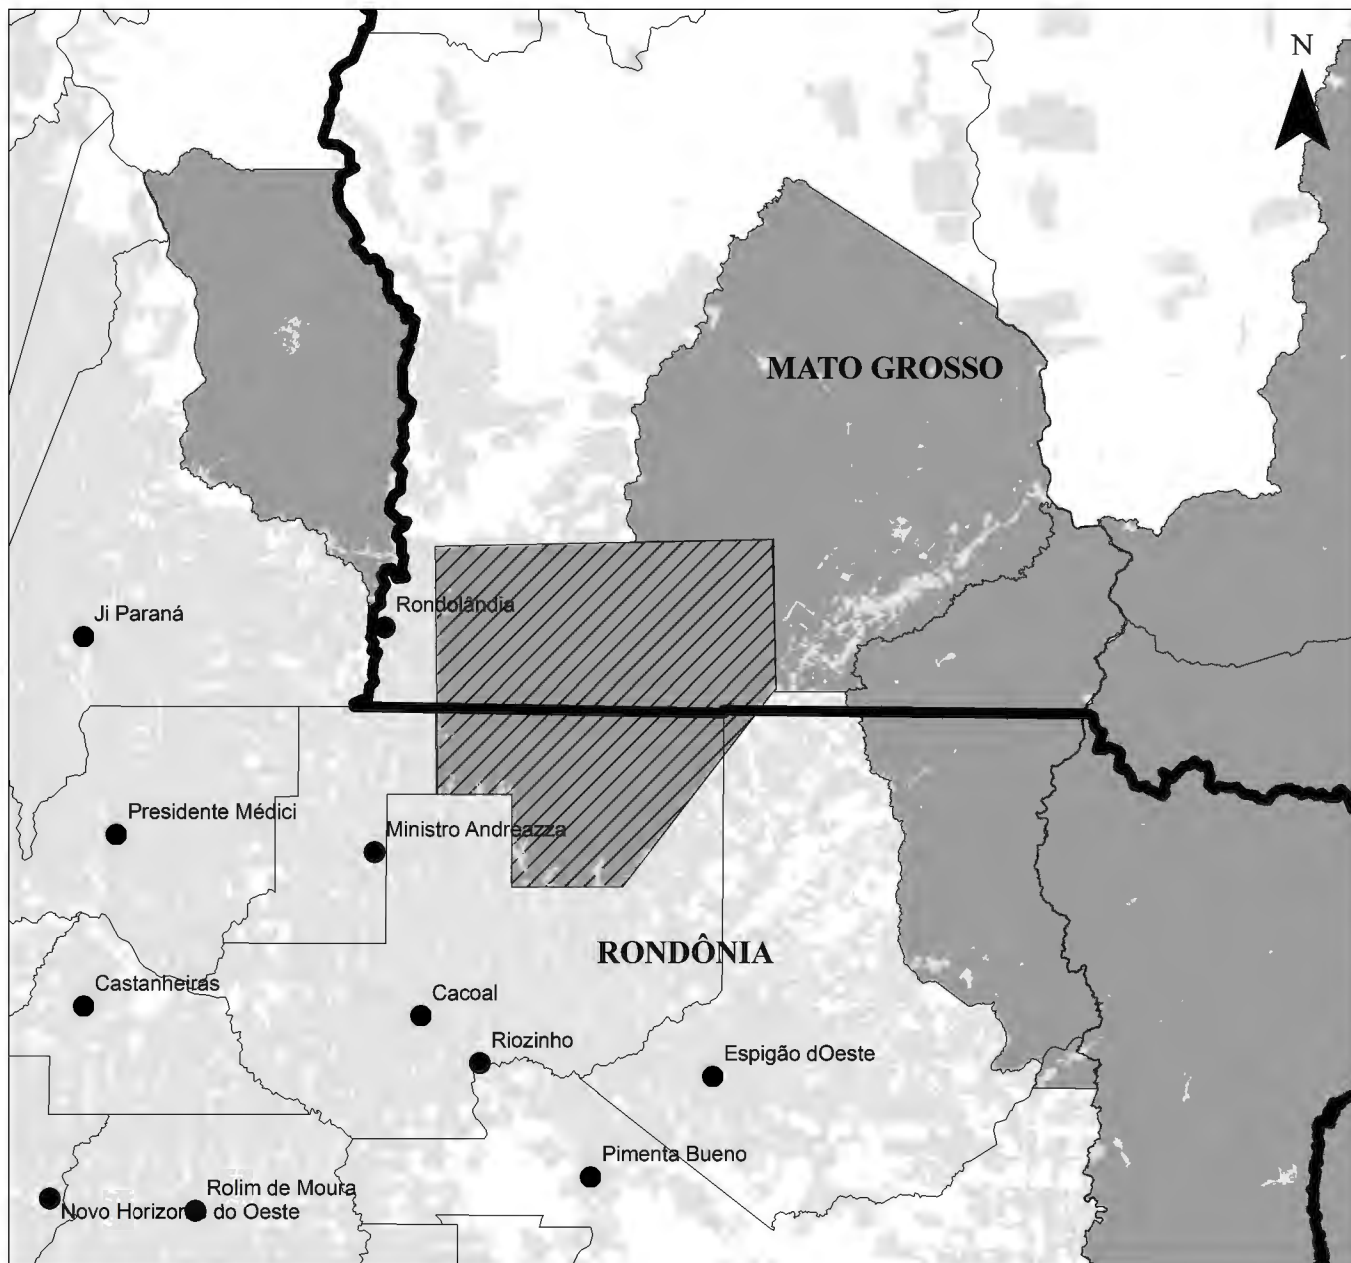 N
MATO GROSSO
Rondolândia
Ji Paraná
Presidente Médici
Ministro Andreazza
RONDÔNIA
Castanheiras
Cacoal
Riozinho
Espigão dOeste
Pimenta Bueno
Rolim de Moura
Novo Horizonte do Oeste